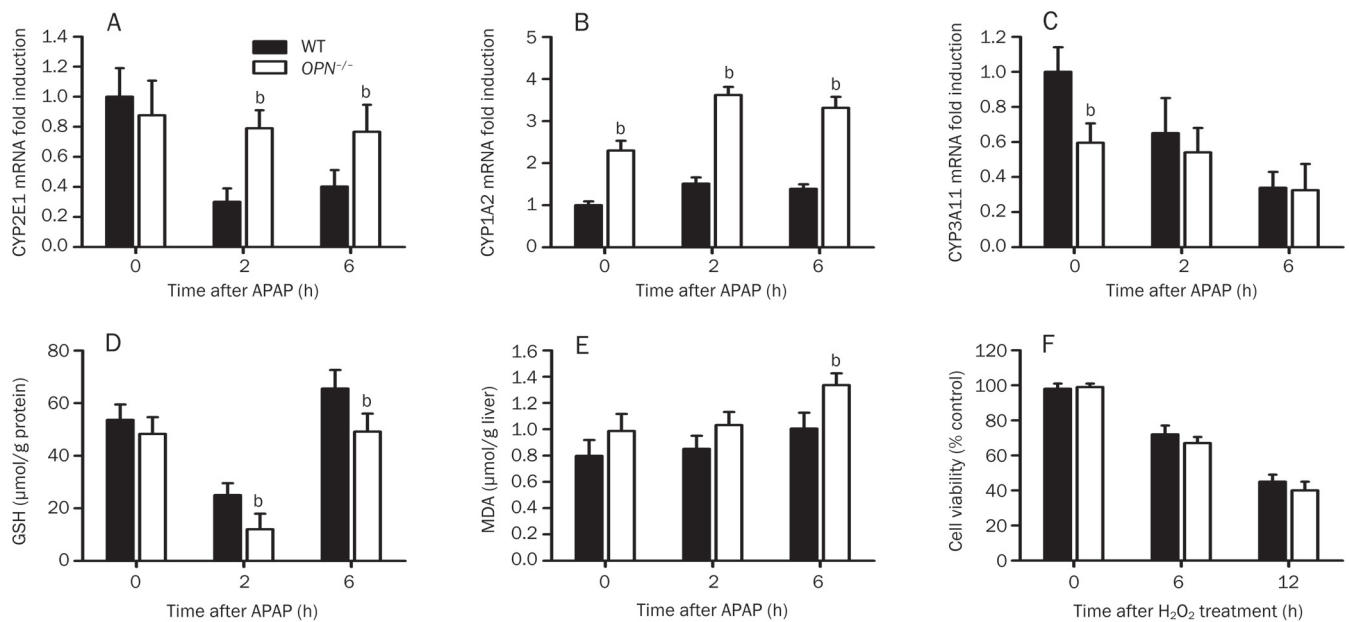 A
CYP2E1 mRNA fold induction
1.4
1.2
1.0
0.8
0.6
0.4
0.2
0.0
WT
OPN⁻/⁻
b
b
0
2
6
Time after APAP (h)
B
CYP1A2 mRNA fold induction
5
4
3
2
1
0
b
b
b
0
2
6
Time after APAP (h)
C
CYP3A11 mRNA fold induction
1.2
1.0
0.8
0.6
0.4
0.2
0.0
b
0
2
6
Time after APAP (h)
D
GSH (μmol/g protein)
80
60
40
20
0
b
b
0
2
6
Time after APAP (h)
E
MDA (μmol/g liver)
1.6
1.4
1.2
1.0
0.8
0.6
0.4
0.2
0.0
b
0
2
6
Time after APAP (h)
F
Cell viability (% control)
120
100
80
60
40
20
0
0
6
12
Time after H₂O₂ treatment (h)